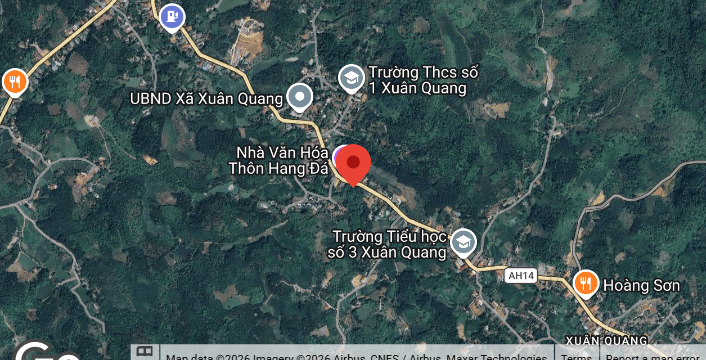 Trường Thcs số
1 Xuân Quang
UBND Xã Xuân Quang
Nhà Văn Hóa
Thôn Hang Đá
Trường Tiểu học
số 3 Xuân Quang
AH14
Hoàng Sơn
XUÂN QUANG
Go
Map data ©2026 Imagery ©2026 Airbus, CNES / Airbus, Maxar Technologies
Terms
Report a map error